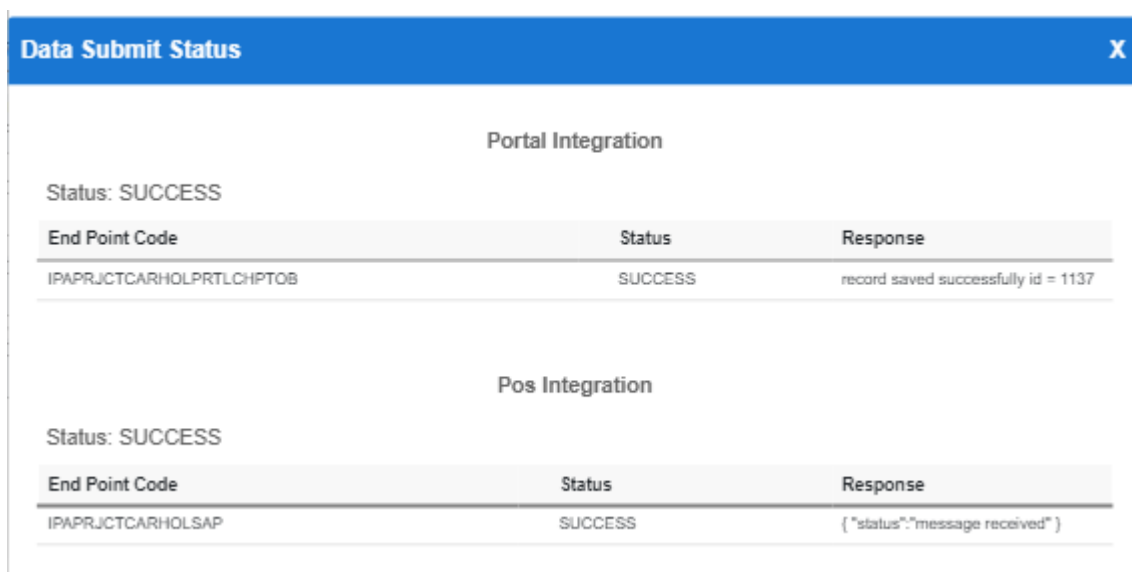 Data Submit Status X
Portal Integration
Status: SUCCESS
End Point Code Status Response
IPAPRJCTCARHOLPRTLCHPTOB SUCCESS record saved successfully id = 1137
Pos Integration
Status: SUCCESS
End Point Code Status Response
IPAPRJCTCARHOLSAP SUCCESS { "status":"message received" }